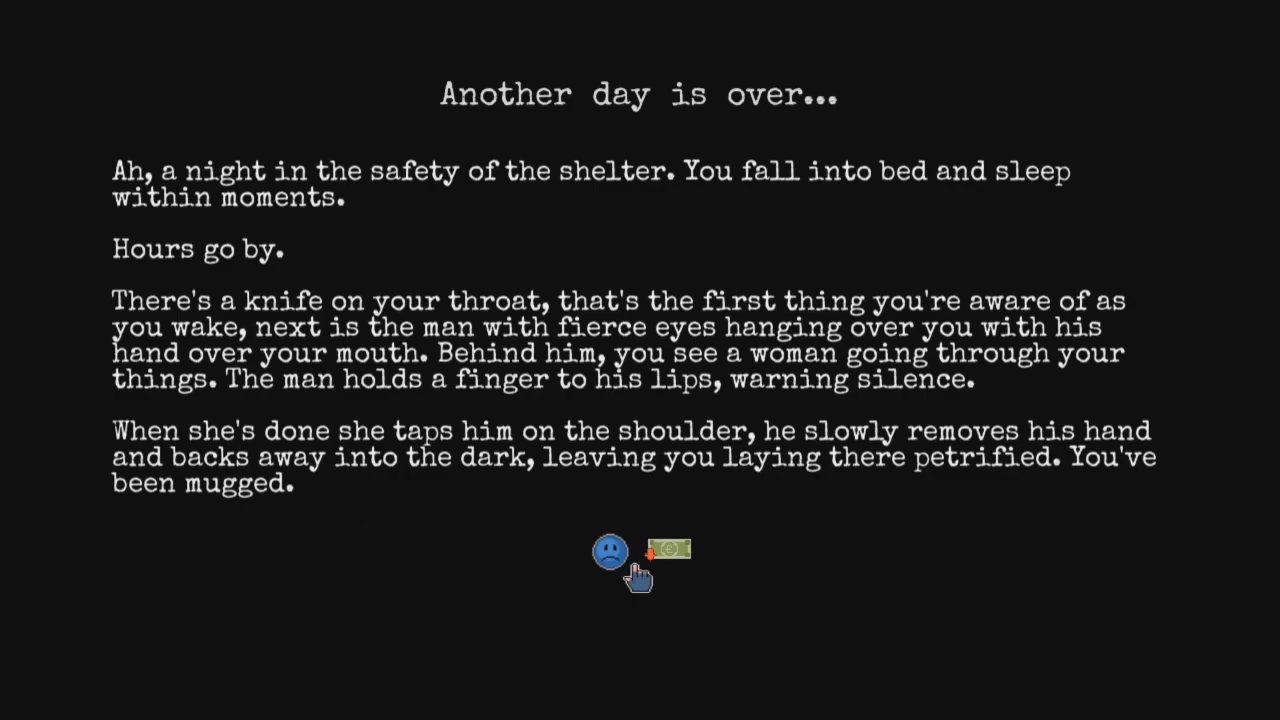 Another day is over...
Ah, a night in the safety of the shelter. You fall into bed and sleep
within moments.
Hours go by.
There's a knife on your throat, that's the first thing you're aware of as
you wake, next is the man with fierce eyes hanging over you with his
hand over your mouth. Behind him, you see a woman going through your
things. The man holds a finger to his lips, warning silence.
When she's done she taps him on the shoulder, he slowly removes his hand
and backs away into the dark, leaving you laying there petrified. You've
been mugged.